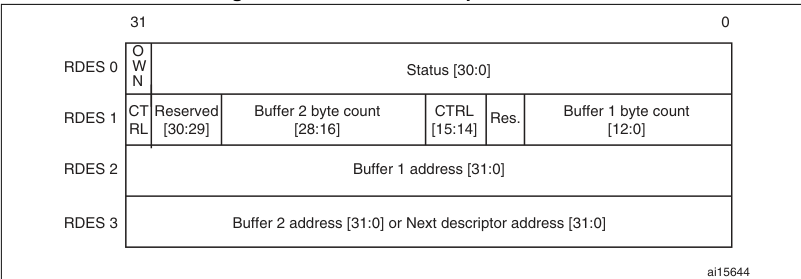 31 0
RDES 0 OWN Status [30:0]
RDES 1 CTRL Reserved [30:29] Buffer 2 byte count [28:16] CTRL [15:14] Res. Buffer 1 byte count [12:0]
RDES 2 Buffer 1 address [31:0]
RDES 3 Buffer 2 address [31:0] or Next descriptor address [31:0]
ai15644